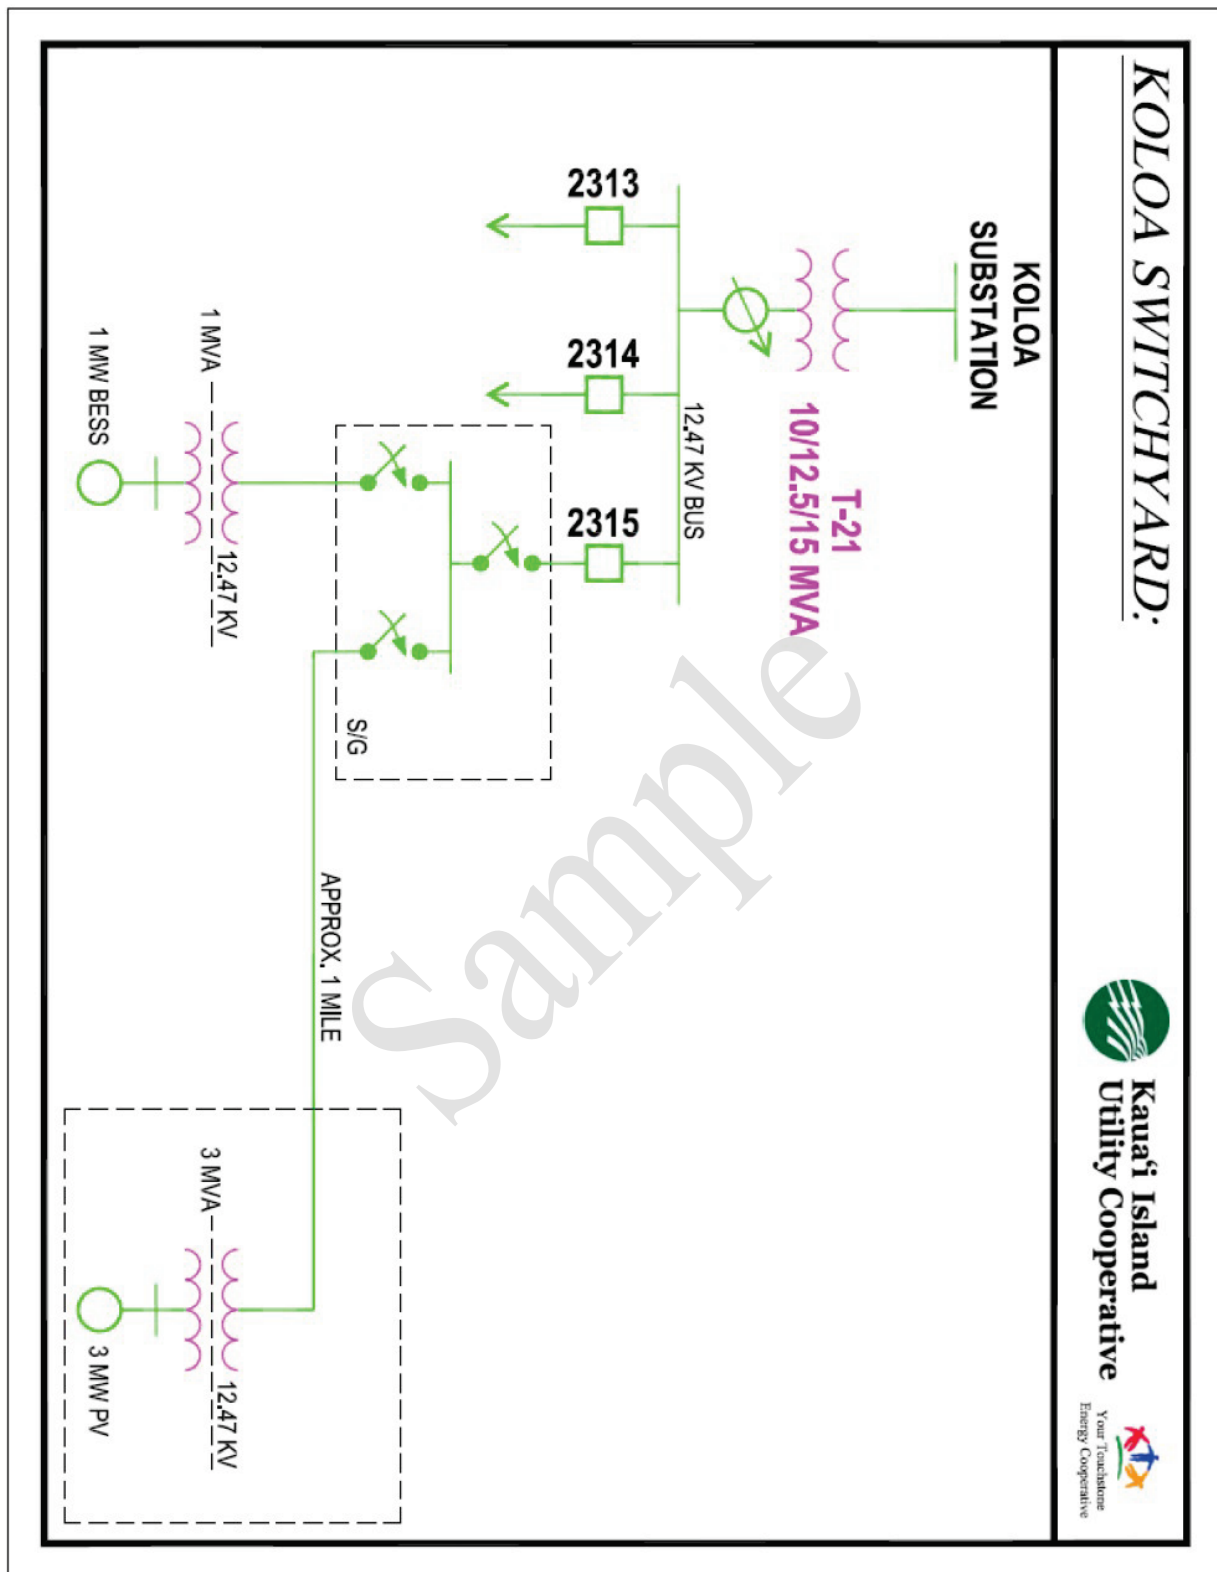 KOLOA SWITCHYARD:
Kaua‘i Island
Utility Cooperative
Your Touchstone
Energy Cooperative
KOLOA
SUBSTATION
T-21
10/12.5/15 MVA
12.47 KV BUS
2313
2314
2315
S/G
APPROX. 1 MILE
1 MVA
12.47 KV
1 MW BESS
3 MVA
12.47 KV
3 MW PV
Sample